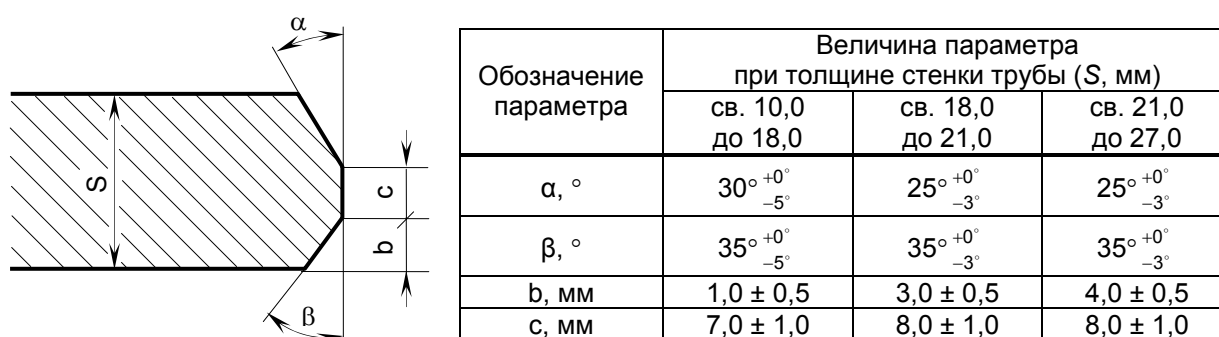 α
S
c
b
β
Обозначение параметра
Величина параметра
при толщине стенки трубы (S, мм)
св. 10,0 до 18,0
св. 18,0 до 21,0
св. 21,0 до 27,0
α, ° 30° +0° −5° 25° +0° −3° 25° +0° −3°
β, ° 35° +0° −5° 35° +0° −3° 35° +0° −3°
b, мм 1,0 ± 0,5 3,0 ± 0,5 4,0 ± 0,5
c, мм 7,0 ± 1,0 8,0 ± 1,0 8,0 ± 1,0